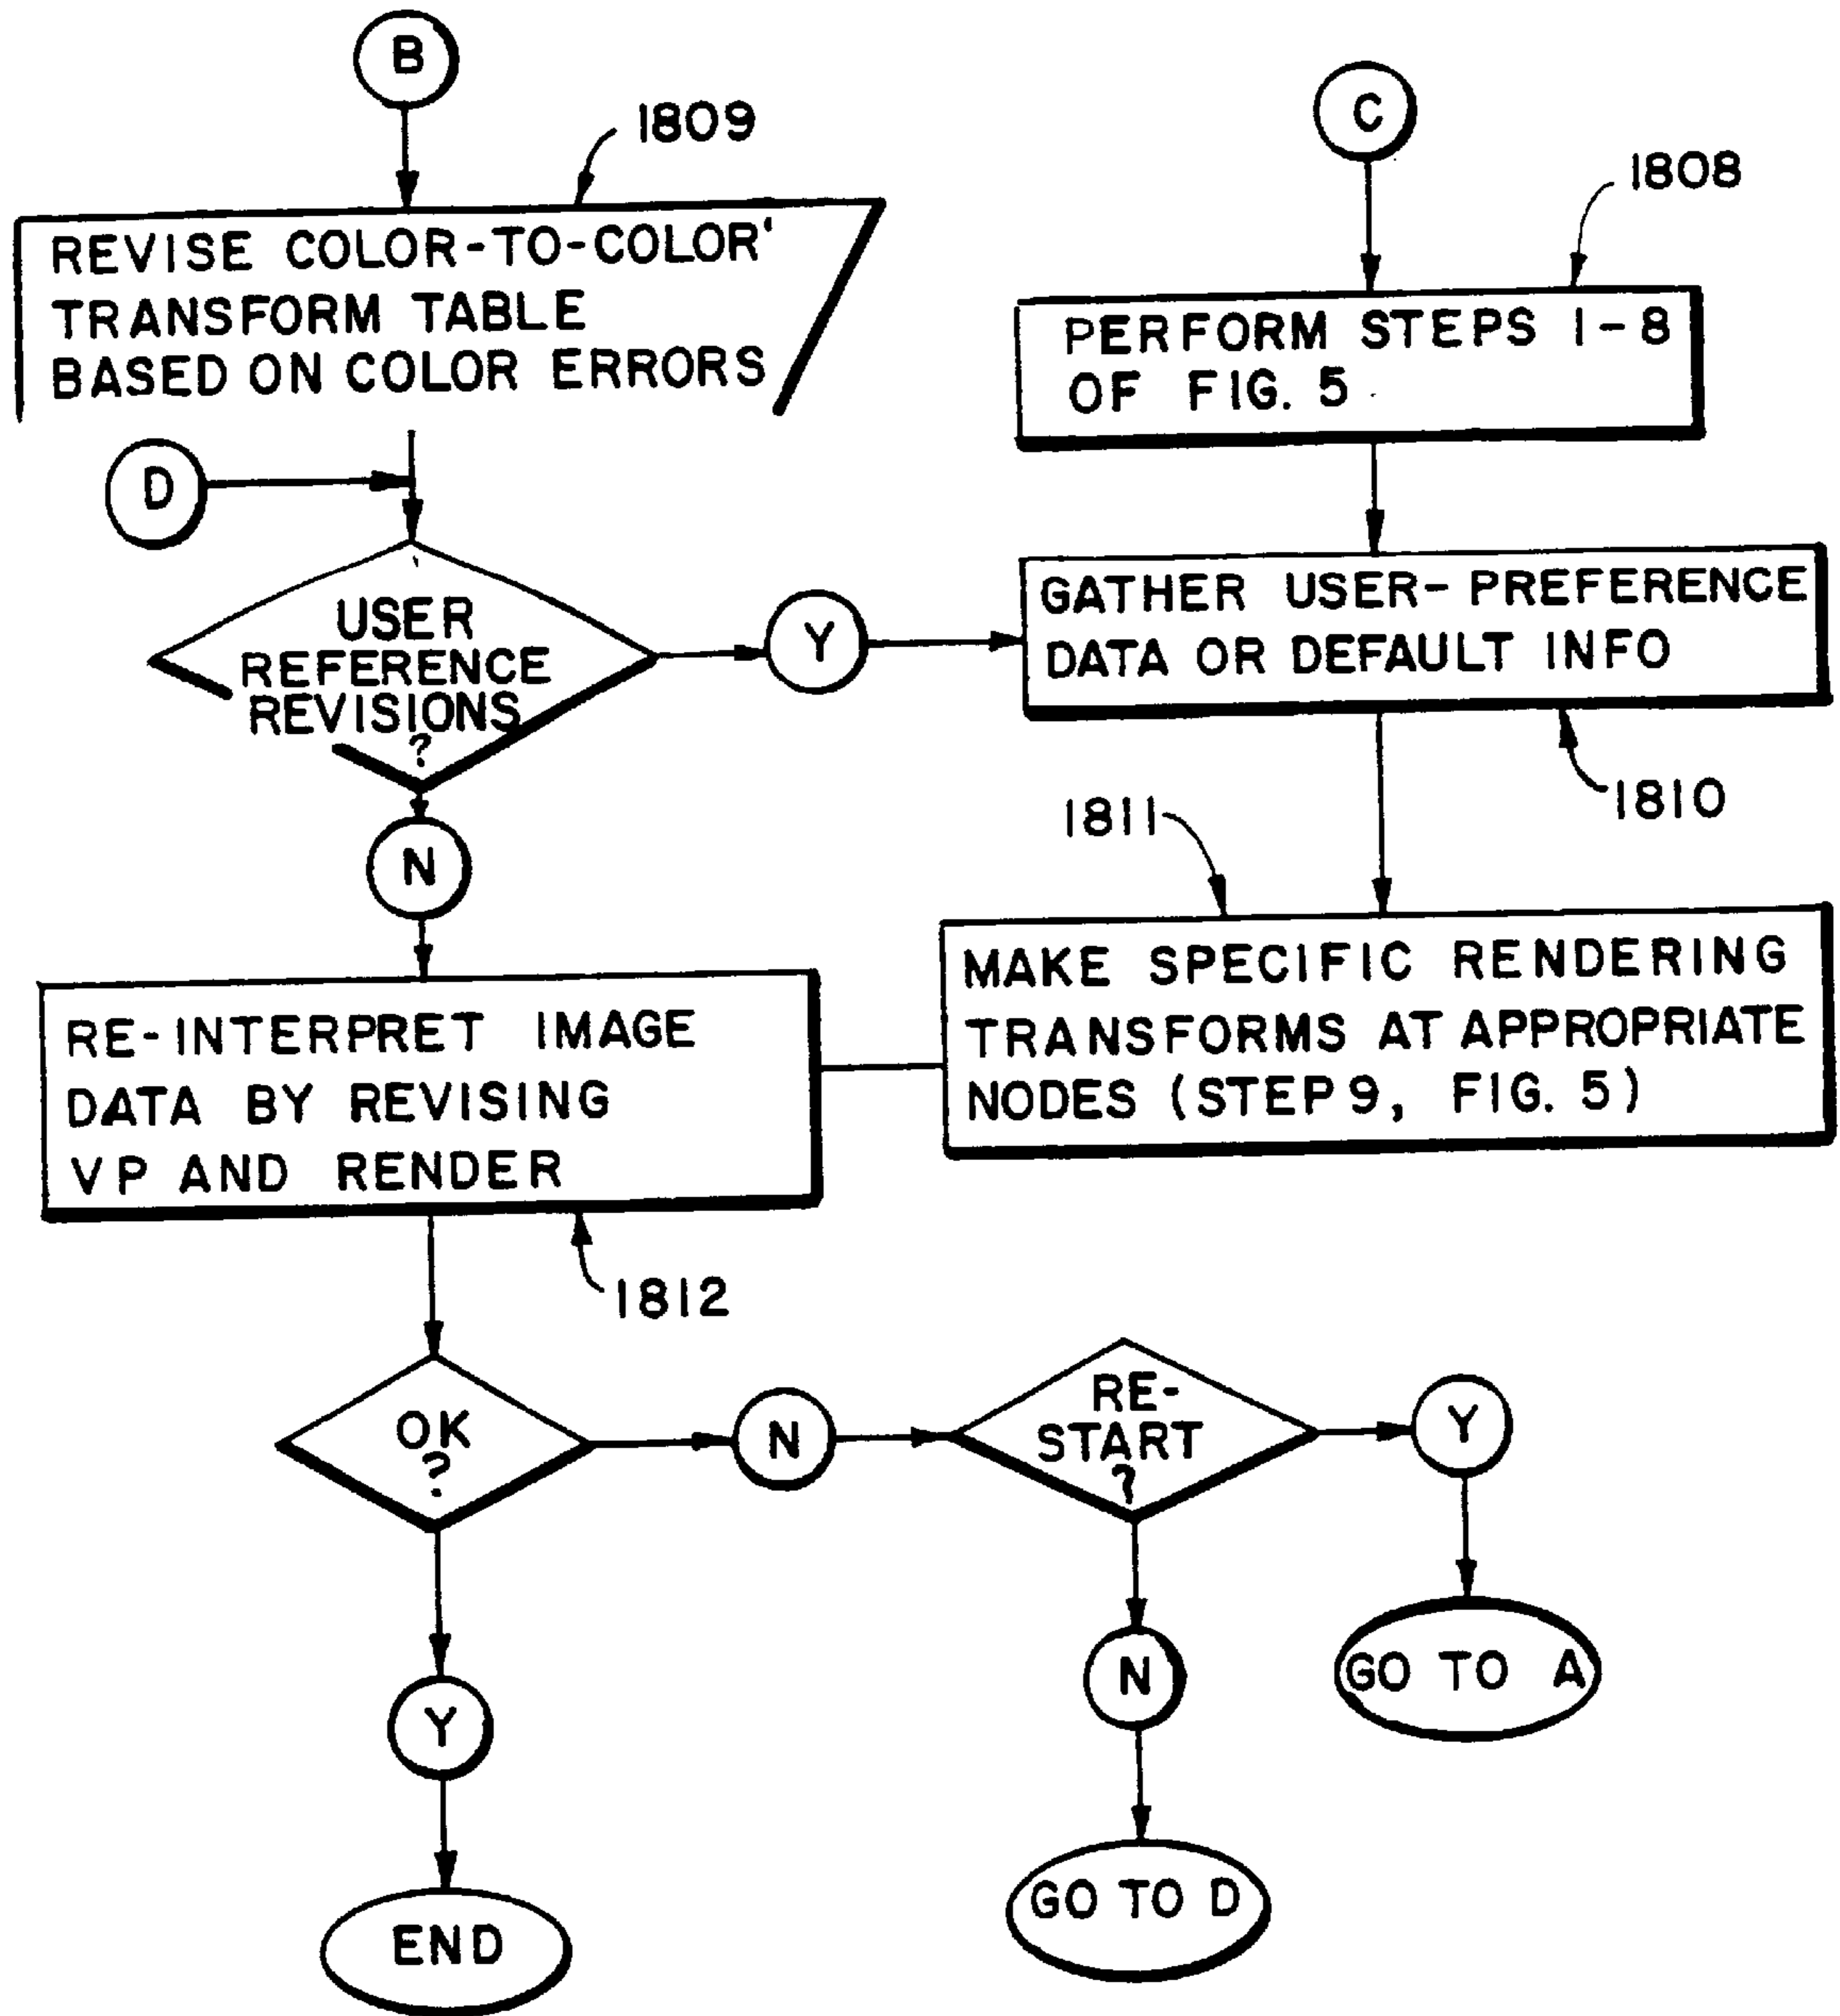 B
1809
REVISE COLOR-TO-COLOR'
TRANSFORM TABLE
BASED ON COLOR ERRORS
C
1808
PERFORM STEPS 1-8
OF FIG. 5
D
USER
REFERENCE
REVISIONS
?
Y
GATHER USER-PREFERENCE
DATA OR DEFAULT INFO
1810
N
1811
MAKE SPECIFIC RENDERING
TRANSFORMS AT APPROPRIATE
NODES (STEP 9, FIG. 5)
RE-INTERPRET IMAGE
DATA BY REVISING
VP AND RENDER
1812
OK
?
N
RE-
START
?
Y
GO TO A
N
GO TO D
Y
END